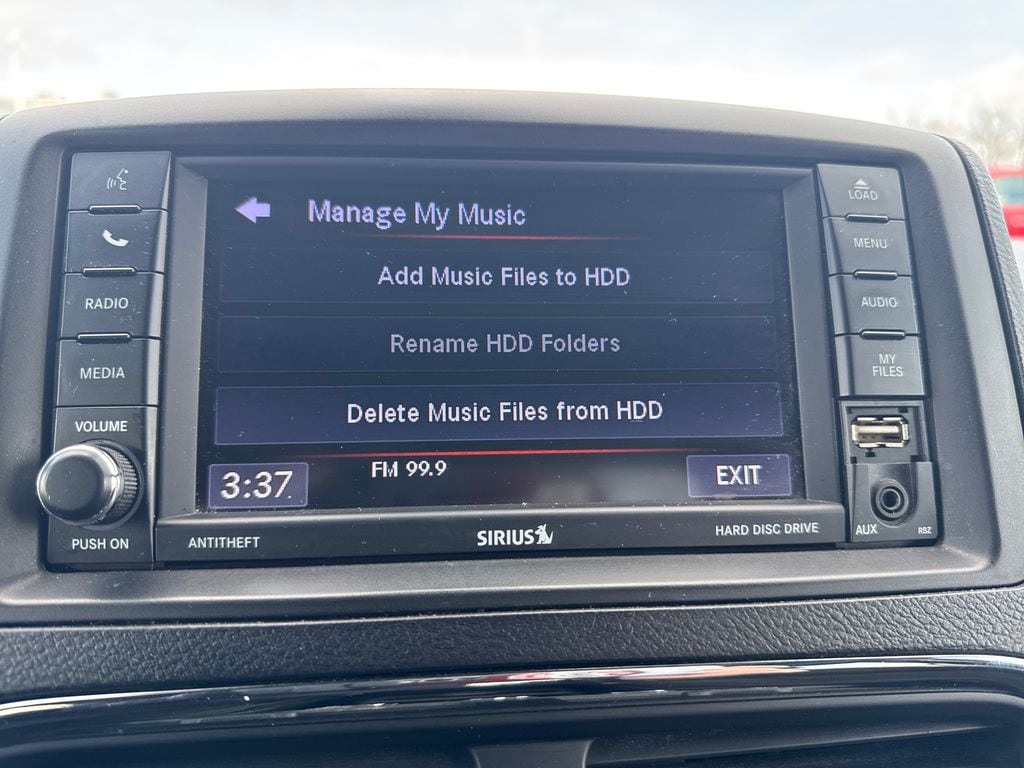 Manage My Music
Add Music Files to HDD
Rename HDD Folders
Delete Music Files from HDD
3:37
FM 99.9
EXIT
RADIO
MEDIA
VOLUME
PUSH ON
LOAD
MENU
AUDIO
MY
FILES
AUX
RBZ
ANTITHEFT
SIRIUS
HARD DISC DRIVE